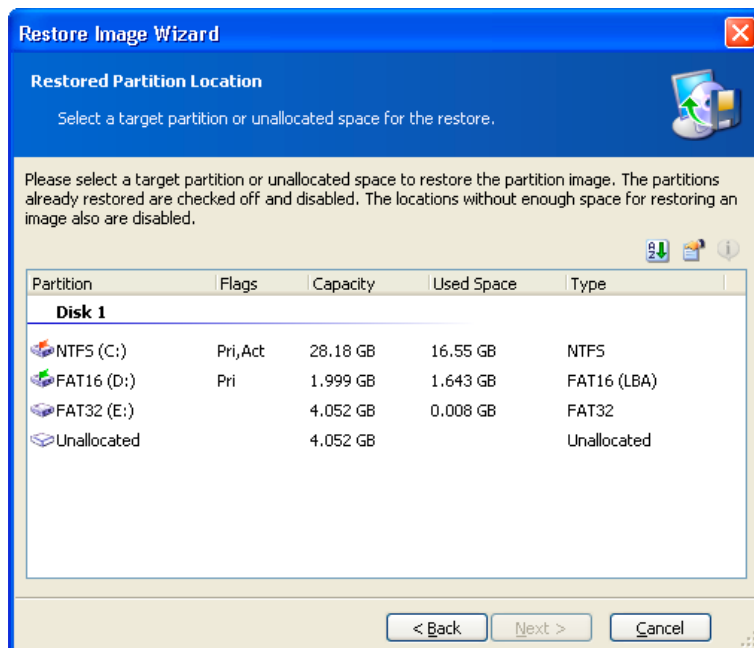 Restore Image Wizard
Restored Partition Location
Select a target partition or unallocated space for the restore.
Please select a target partition or unallocated space to restore the partition image. The partitions
already restored are checked off and disabled. The locations without enough space for restoring an
image also are disabled.
Partition Flags Capacity Used Space Type
Disk 1
NTFS (C:) Pri,Act 28.18 GB 16.55 GB NTFS
FAT16 (D:) Pri 1.999 GB 1.643 GB FAT16 (LBA)
FAT32 (E:) 4.052 GB 0.008 GB FAT32
Unallocated 4.052 GB Unallocated
< Back Next > Cancel